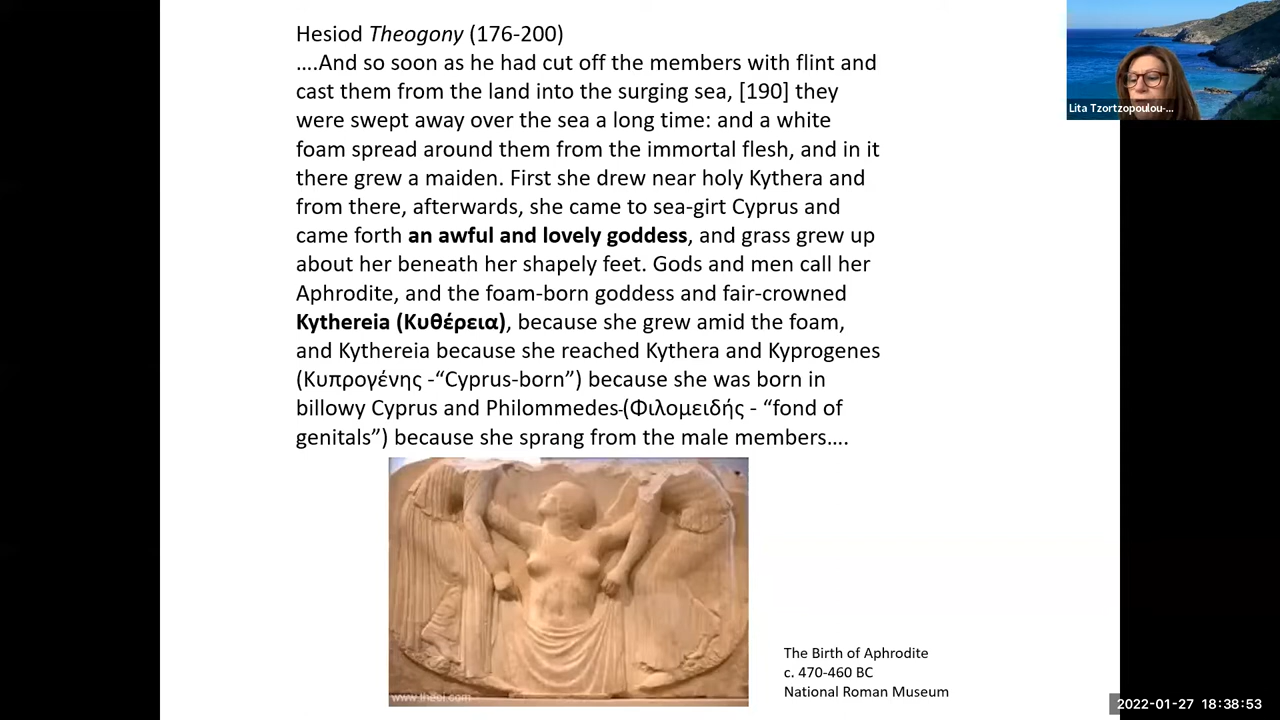 Hesiod Theogony (176-200)
....And so soon as he had cut off the members with flint and
cast them from the land into the surging sea, [190] they
were swept away over the sea a long time: and a white
foam spread around them from the immortal flesh, and in it
there grew a maiden. First she drew near holy Kythera and
from there, afterwards, she came to sea-girt Cyprus and
came forth an awful and lovely goddess, and grass grew up
about her beneath her shapely feet. Gods and men call her
Aphrodite, and the foam-born goddess and fair-crowned
Kythereia (Κυθέρεια), because she grew amid the foam,
and Kythereia because she reached Kythera and Kyprogenes
(Κυπρογένης -“Cyprus-born”) because she was born in
billowy Cyprus and Philommedes-(Φιλομειδής - “fond of
genitals”) because she sprang from the male members....
www.theoi.com
The Birth of Aphrodite
c. 470-460 BC
National Roman Museum
Lita Tzortzopoulou-...
2022-01-27 18:38:53